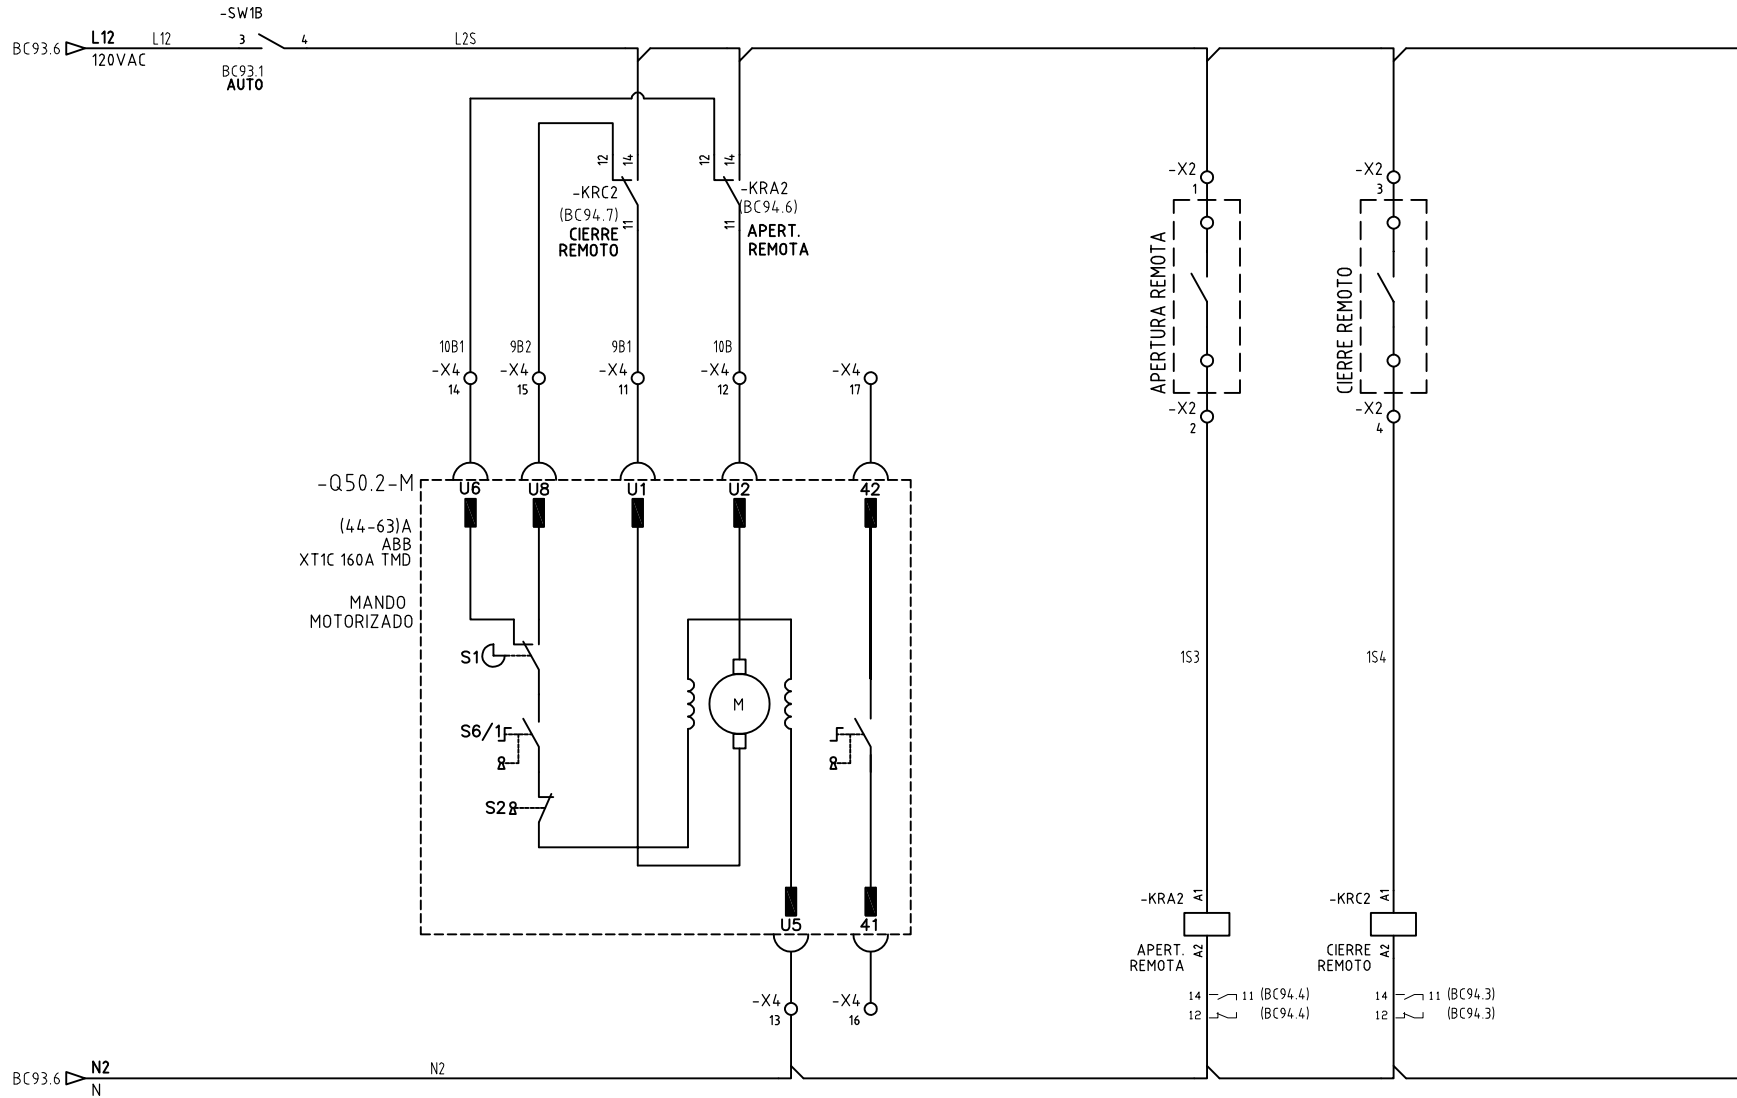 -SW1B
BC93.6
L12
L12
3
4
L2S
120VAC
BC93.1
AUTO
12
14
12
14
-KRC2
(BC94.7)
11
CIERRE
REMOTO
-KRA2
(BC94.6)
11
APERT.
REMOTA
-X2
1
-X2
3
APERTURA REMOTA
CIERRE REMOTO
-X2
2
-X2
4
10B1
9B2
9B1
10B
-X4
14
-X4
15
-X4
11
-X4
12
-X4
17
-Q50.2-M
U6
U8
U1
U2
42
(44-63)A
ABB
XT1C 160A TMD
MANDO
MOTORIZADO
S1
S6/1
S2
M
1S3
1S4
U5
41
-X4
13
-X4
16
-KRA2
A1
A2
APERT.
REMOTA
-KRC2
A1
A2
CIERRE
REMOTO
14
11 (BC94.4)
12
(BC94.4)
14
11 (BC94.3)
12
(BC94.3)
BC93.6
N2
N2
N